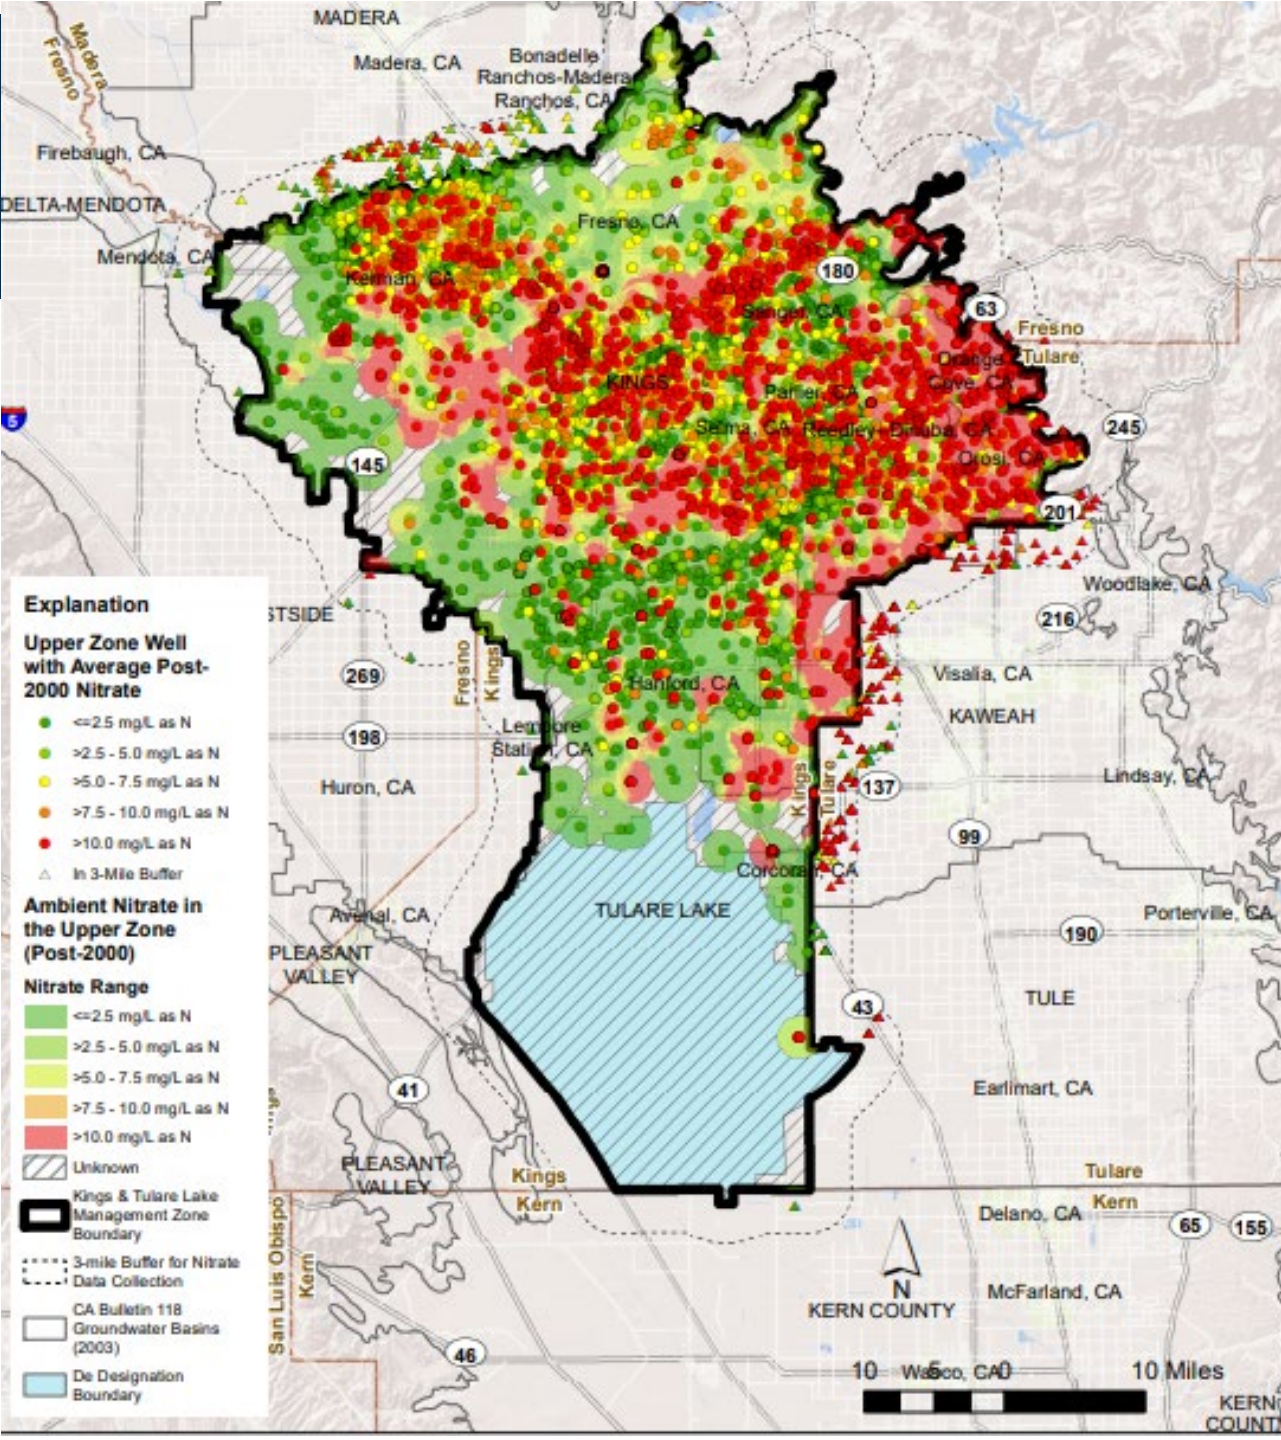 MADERA
Madera
Fresno
Madera, CA
Bonadelle
Ranchos-Madera
Ranchos, CA
Firebaugh, CA
DELTA-MENDOTA
Mendota, CA
Fresno, CA
Kerman, CA
180
63
Sanger, CA
Fresno
Tulare
Orange
Cove, CA
KINGS
Parlier, CA
5
245
Selma, CA
Reedley
Dinuba, CA
Orosi, CA
145
201
Woodlake, CA
STSIDE
216
Fresno
Kings
269
Visalia, CA
Hanford, CA
KAWEAH
Lemoore
Station, CA
198
Kings
Tulare
Lindsay, CA
Huron, CA
137
99
Corcoran, CA
TULARE LAKE
Avenal, CA
Porterville, CA
190
PLEASANT
VALLEY
TULE
43
41
Earlimart, CA
PLEASANT
VALLEY
Kings
Kern
Tulare
Kern
Delano, CA
65
155
San Luis Obispo
Kern
N
KERN COUNTY
McFarland, CA
46
10
5
0
10 Miles
Wasco, CA
KERN
COUNT
Explanation
Upper Zone Well
with Average Post-
2000 Nitrate
<=2.5 mg/L as N
>2.5 - 5.0 mg/L as N
>5.0 - 7.5 mg/L as N
>7.5 - 10.0 mg/L as N
>10.0 mg/L as N
In 3-Mile Buffer
Ambient Nitrate in
the Upper Zone
(Post-2000)
Nitrate Range
<=2.5 mg/L as N
>2.5 - 5.0 mg/L as N
>5.0 - 7.5 mg/L as N
>7.5 - 10.0 mg/L as N
>10.0 mg/L as N
Unknown
Kings & Tulare Lake
Management Zone
Boundary
3-mile Buffer for Nitrate
Data Collection
CA Bulletin 118
Groundwater Basins
(2003)
De Designation
Boundary